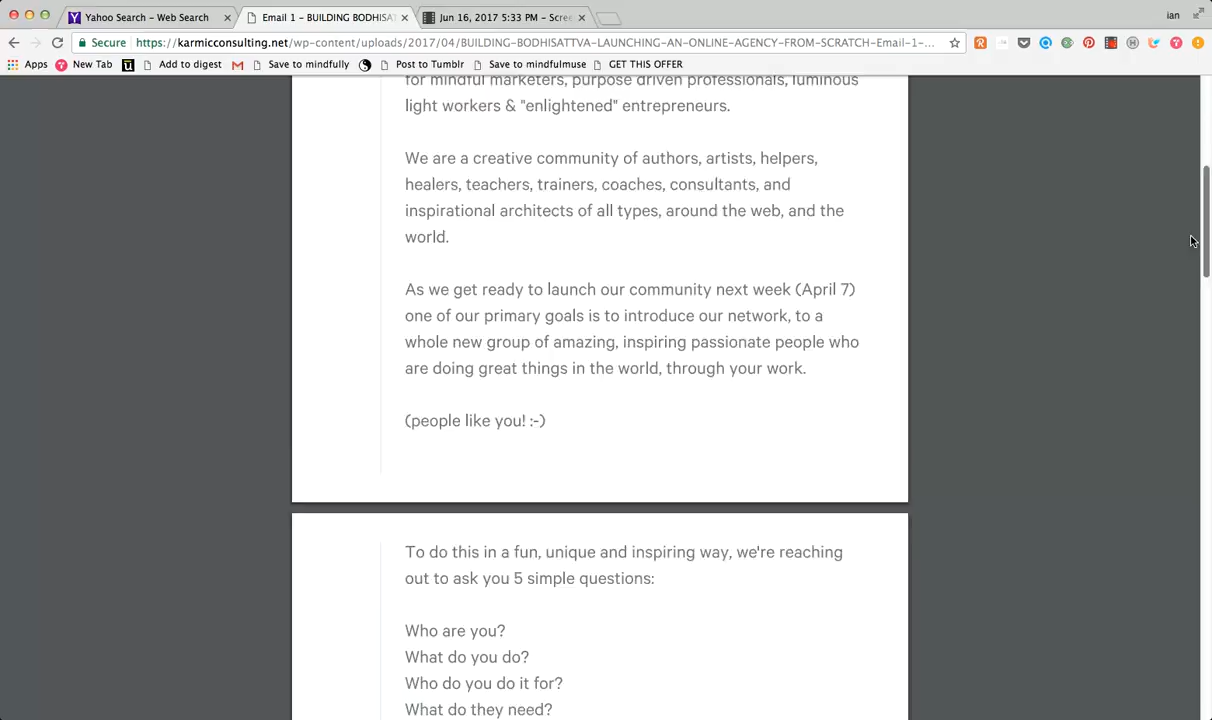 Yahoo Search - Web Search
Email 1 - BUILDING BODHISAT
Jun 16, 2017 5:33 PM - Scree
ian
Secure https://karmicconsulting.net/wp-content/uploads/2017/04/BUILDING-BODHISATTVA-LAUNCHING-AN-ONLINE-AGENCY-FROM-SCRATCH-Email-1-...
Apps New Tab Add to digest Save to mindfully Post to Tumblr Save to mindfulmuse GET THIS OFFER
for mindful marketers, purpose driven professionals, luminous
light workers & "enlightened" entrepreneurs.
We are a creative community of authors, artists, helpers,
healers, teachers, trainers, coaches, consultants, and
inspirational architects of all types, around the web, and the
world.
As we get ready to launch our community next week (April 7)
one of our primary goals is to introduce our network, to a
whole new group of amazing, inspiring passionate people who
are doing great things in the world, through your work.
(people like you! :-)
To do this in a fun, unique and inspiring way, we're reaching
out to ask you 5 simple questions:
Who are you?
What do you do?
Who do you do it for?
What do they need?